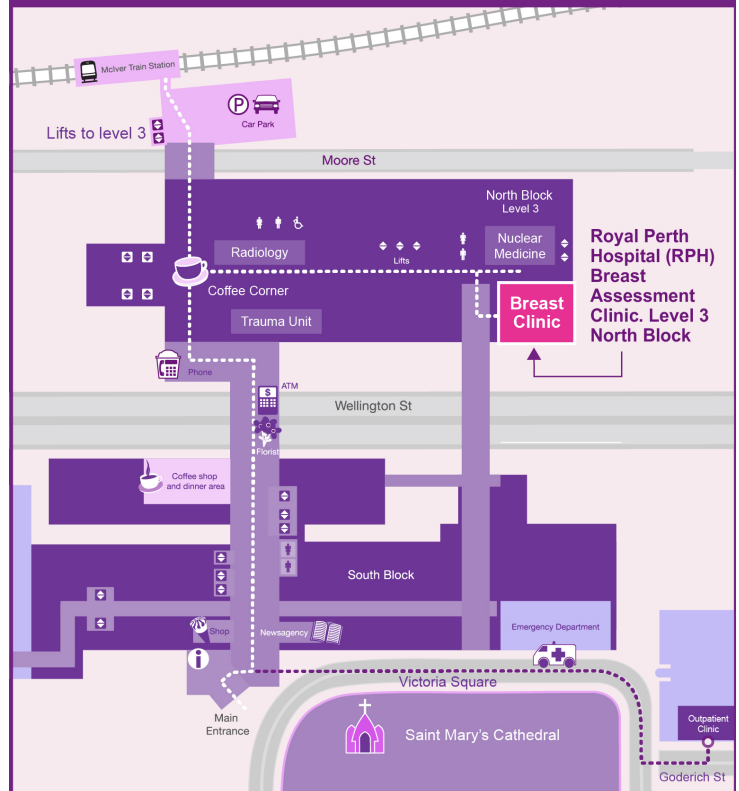 McIver Train Station
P
Car Park
Lifts to level 3
Moore St
North Block
Level 3
Radiology
Lifts
Nuclear
Medicine
Royal Perth
Hospital (RPH)
Breast
Assessment
Clinic. Level 3
North Block
Coffee Corner
Breast
Clinic
Trauma Unit
Phone
$
ATM
Wellington St
Florist
Coffee shop
and dinner area
South Block
Shop
Newsagency
Emergency Department
i
Victoria Square
Main
Entrance
Saint Mary's Cathedral
Outpatient
Clinic
Goderich St